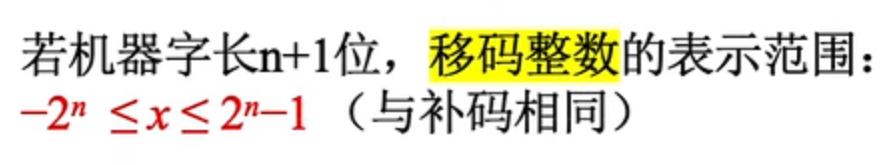 若机器字长n+1位，移码整数的表示范围：
−2ⁿ ≤ x ≤ 2ⁿ−1 （与补码相同）